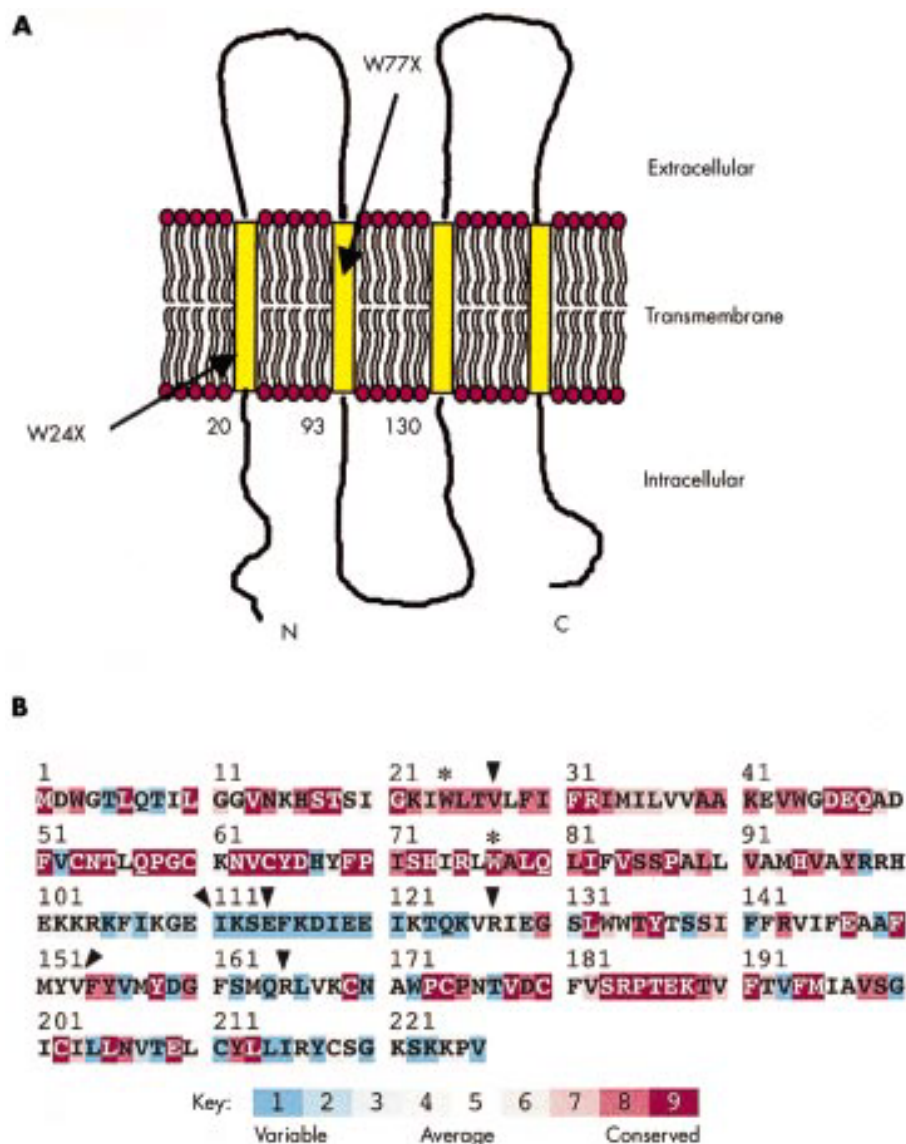 A
W77X
Extracellular
Transmembrane
20 93 130
W24X
Intracellular
N C
B
1 11 21 * 31 41
MDWGTLQTIL GGVNKHSTSI GKIWLTVLFI FRIMILVVAA KEVWGDEQAD
51 61 71 * 81 91
FVCNTLQPGC KNVCYDHYFP ISHIRLWALQ LIFVSSPALL VAMHVAYRRH
101 111 121 131 141
EKKRKFIKGE IKSEFKDIEE IKTQKVRIEG SLWWTYTSSI FFRVIFEAAF
151 161 171 181 191
MYVFYVMYDG FSMQRLVKCN AWPCPNTVDC FVSRPTEKTV FTVFMIAVSG
201 211 221
ICILLNVTEL CYLLIRYCSG KSKKPV
Key: 1 2 3 4 5 6 7 8 9
Variable Average Conserved